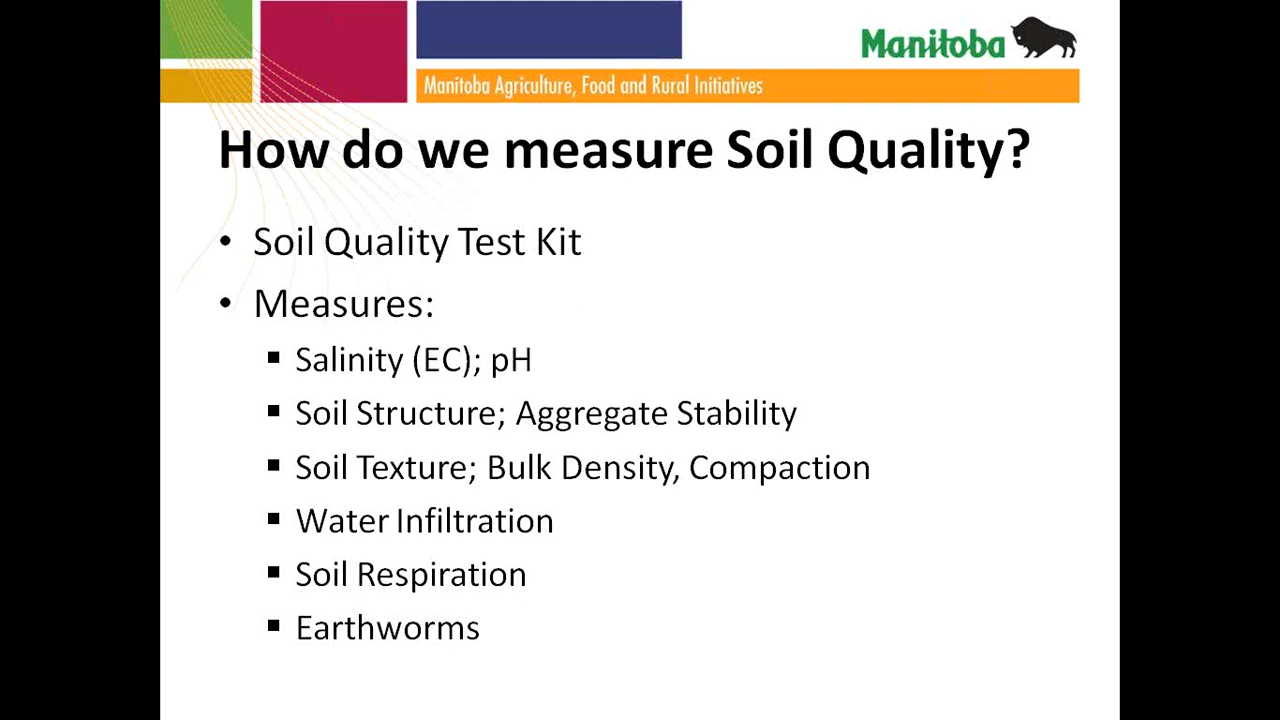 Manitoba
Manitoba Agriculture, Food and Rural Initiatives
How do we measure Soil Quality?
• Soil Quality Test Kit
• Measures:
▪ Salinity (EC); pH
▪ Soil Structure; Aggregate Stability
▪ Soil Texture; Bulk Density, Compaction
▪ Water Infiltration
▪ Soil Respiration
▪ Earthworms